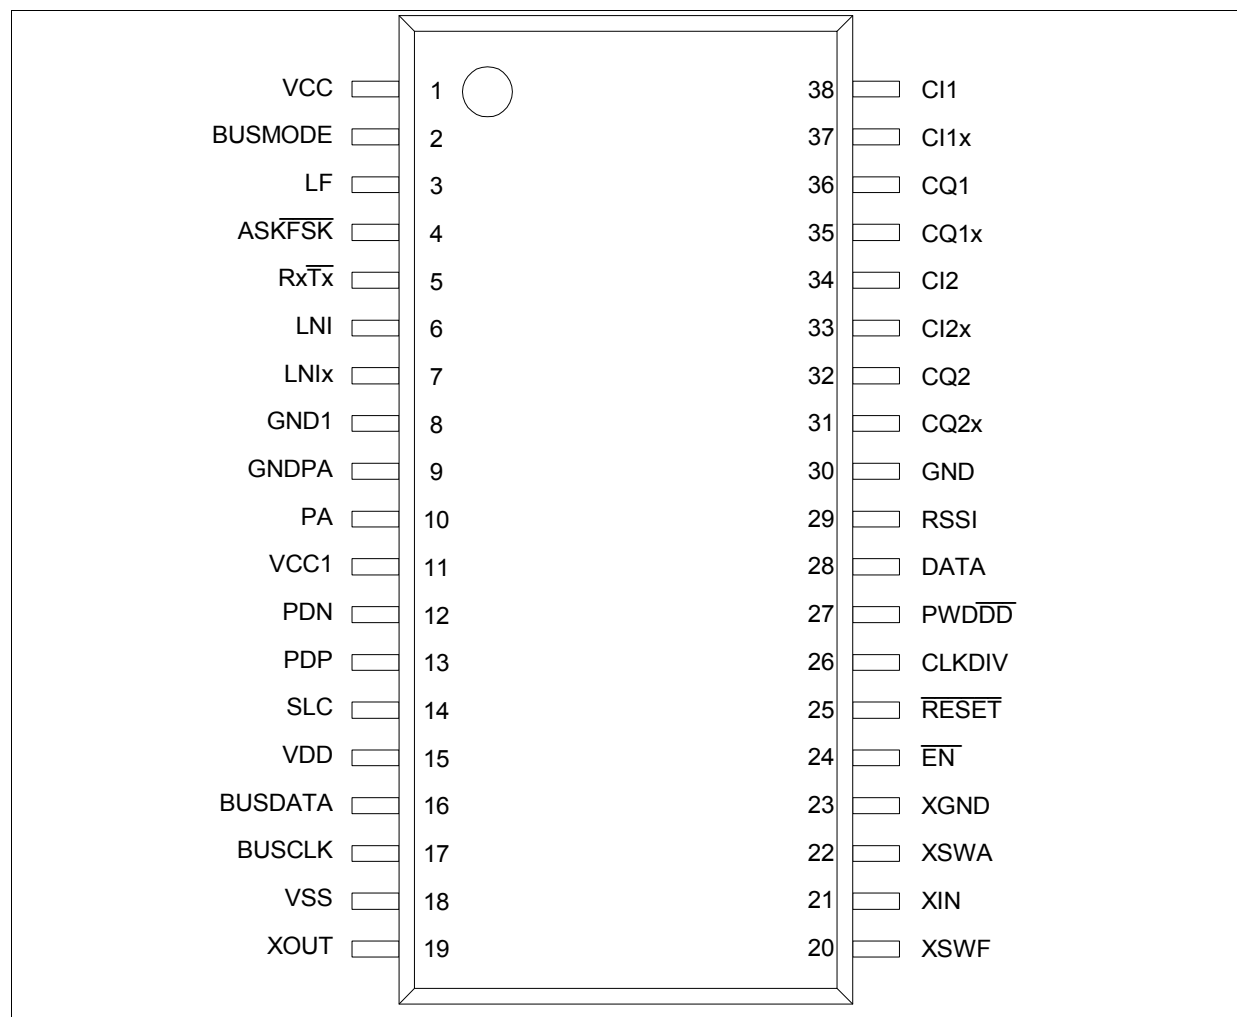 VCC 1 38 CI1
BUSMODE 2 37 CI1x
LF 3 36 CQ1
ASKFSK 4 35 CQ1x
RxTx 5 34 CI2
LNI 6 33 CI2x
LNIx 7 32 CQ2
GND1 8 31 CQ2x
GNDPA 9 30 GND
PA 10 29 RSSI
VCC1 11 28 DATA
PDN 12 27 PWDDD
PDP 13 26 CLKDIV
SLC 14 25 RESET
VDD 15 24 EN
BUSDATA 16 23 XGND
BUSCLK 17 22 XSWA
VSS 18 21 XIN
XOUT 19 20 XSWF